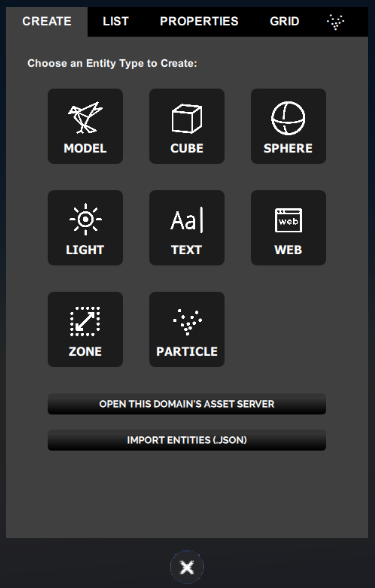 CREATE LIST PROPERTIES GRID
Choose an Entity Type to Create:
MODEL CUBE SPHERE
Aa web
LIGHT TEXT WEB
ZONE PARTICLE
OPEN THIS DOMAIN'S ASSET SERVER
IMPORT ENTITIES (.JSON)